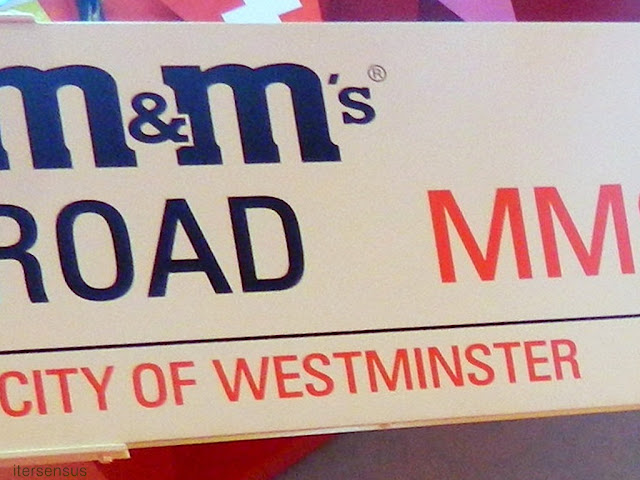 m&m's®
ROAD MM
CITY OF WESTMINSTER
itersensus